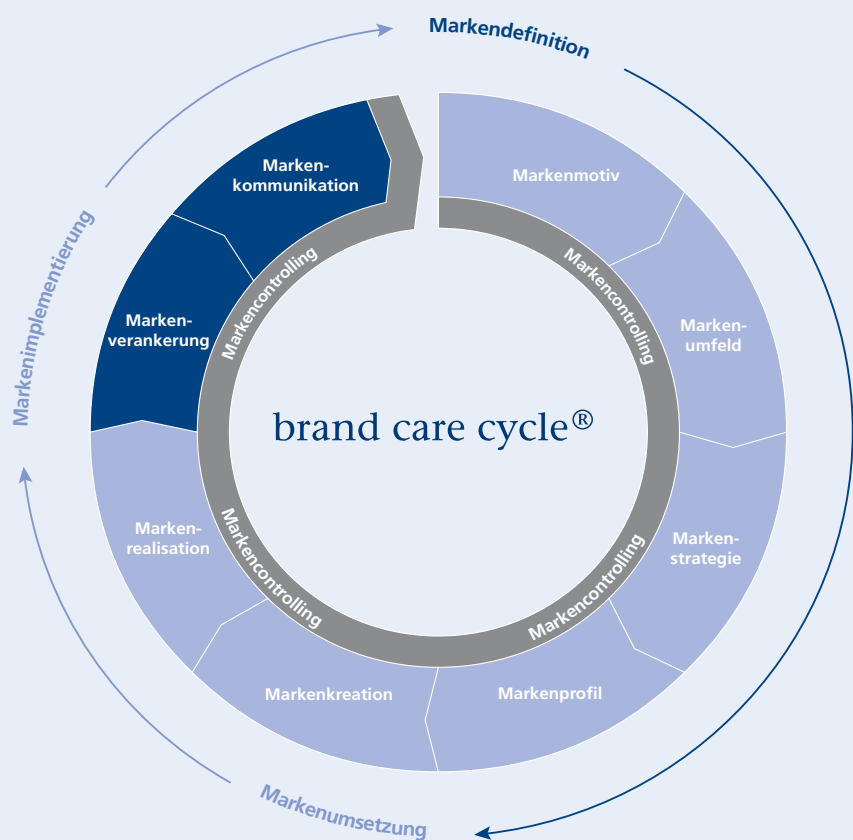 Markendefinition
Markenmotiv
Marken-
umfeld
Marken-
strategie
Markenprofil
Markenkreation
Marken-
realisation
Marken-
verankerung
Marken-
kommunikation
Markencontrolling
Markencontrolling
Markencontrolling
Markencontrolling
brand care cycle®
Markenumsetzung
Markenimplementierung